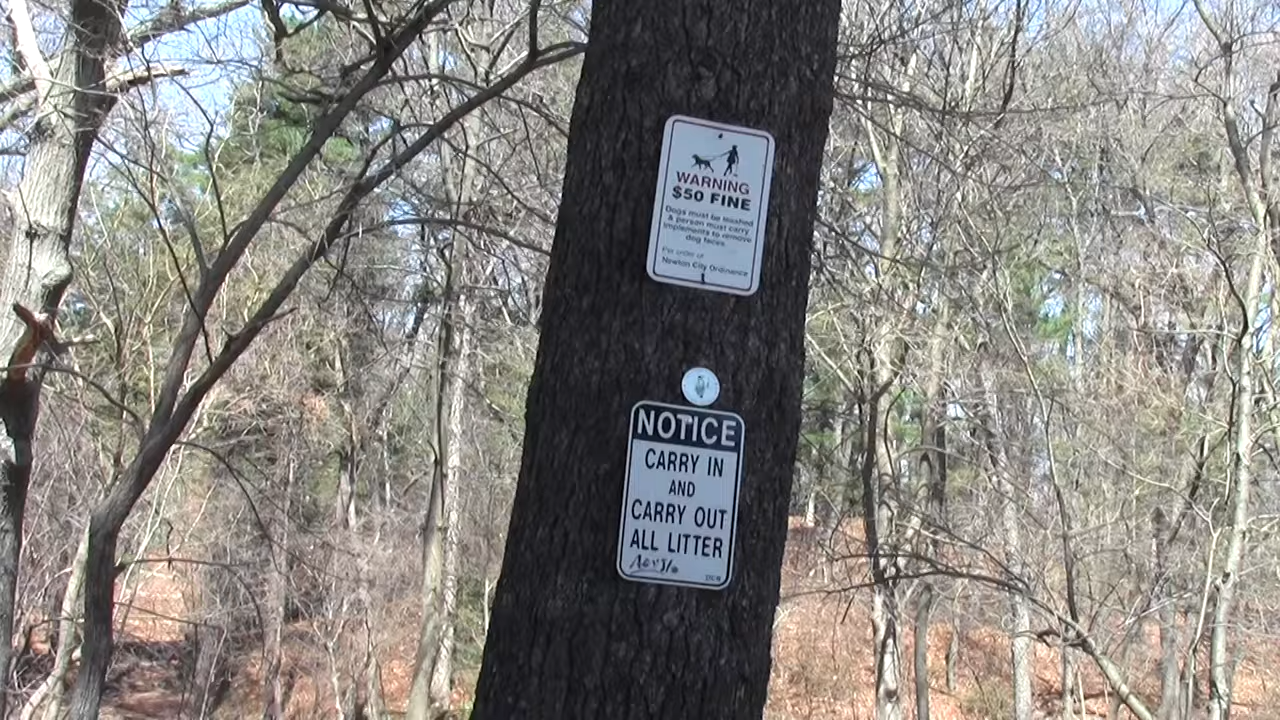 WARNING
$50 FINE
Dogs must be leashed
& person must carry
implements to remove
dog feces
Per order of
Newton City Ordinance
NOTICE
CARRY IN
AND
CARRY OUT
ALL LITTER